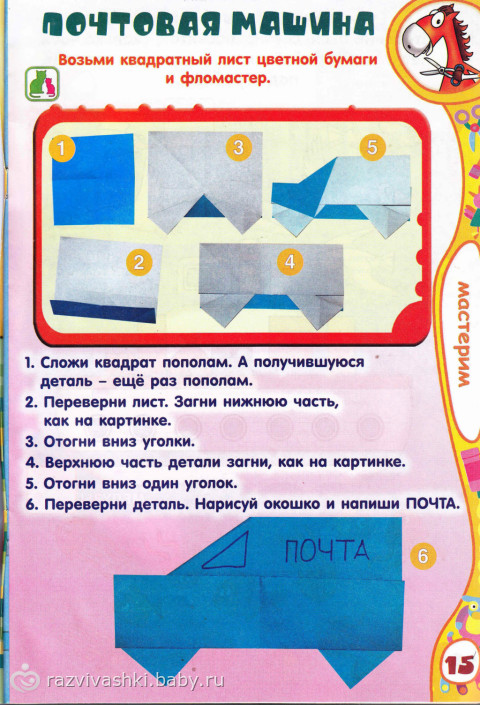 ПОЧТОВАЯ МАШИНА
Возьми квадратный лист цветной бумаги
и фломастер.
1
3
5
2
4
1. Сложи квадрат пополам. А получившуюся
деталь – ещё раз пополам.
2. Переверни лист. Загни нижнюю часть,
как на картинке.
3. Отогни вниз уголки.
4. Верхнюю часть детали загни, как на картинке.
5. Отогни вниз один уголок.
6. Переверни деталь. Нарисуй окошко и напиши ПОЧТА.
ПОЧТА
6
мастерим
15
razvivashki.baby.ru